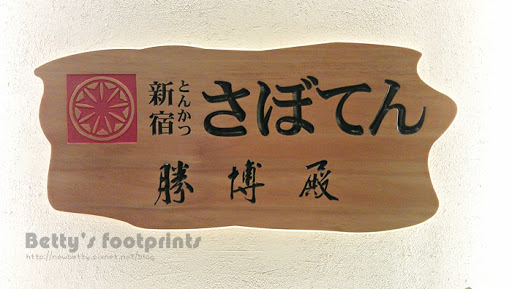 新宿
とんかつ
さぼてん
勝博殿
Betty's footprints
http://newbetty.pixnet.net/blog